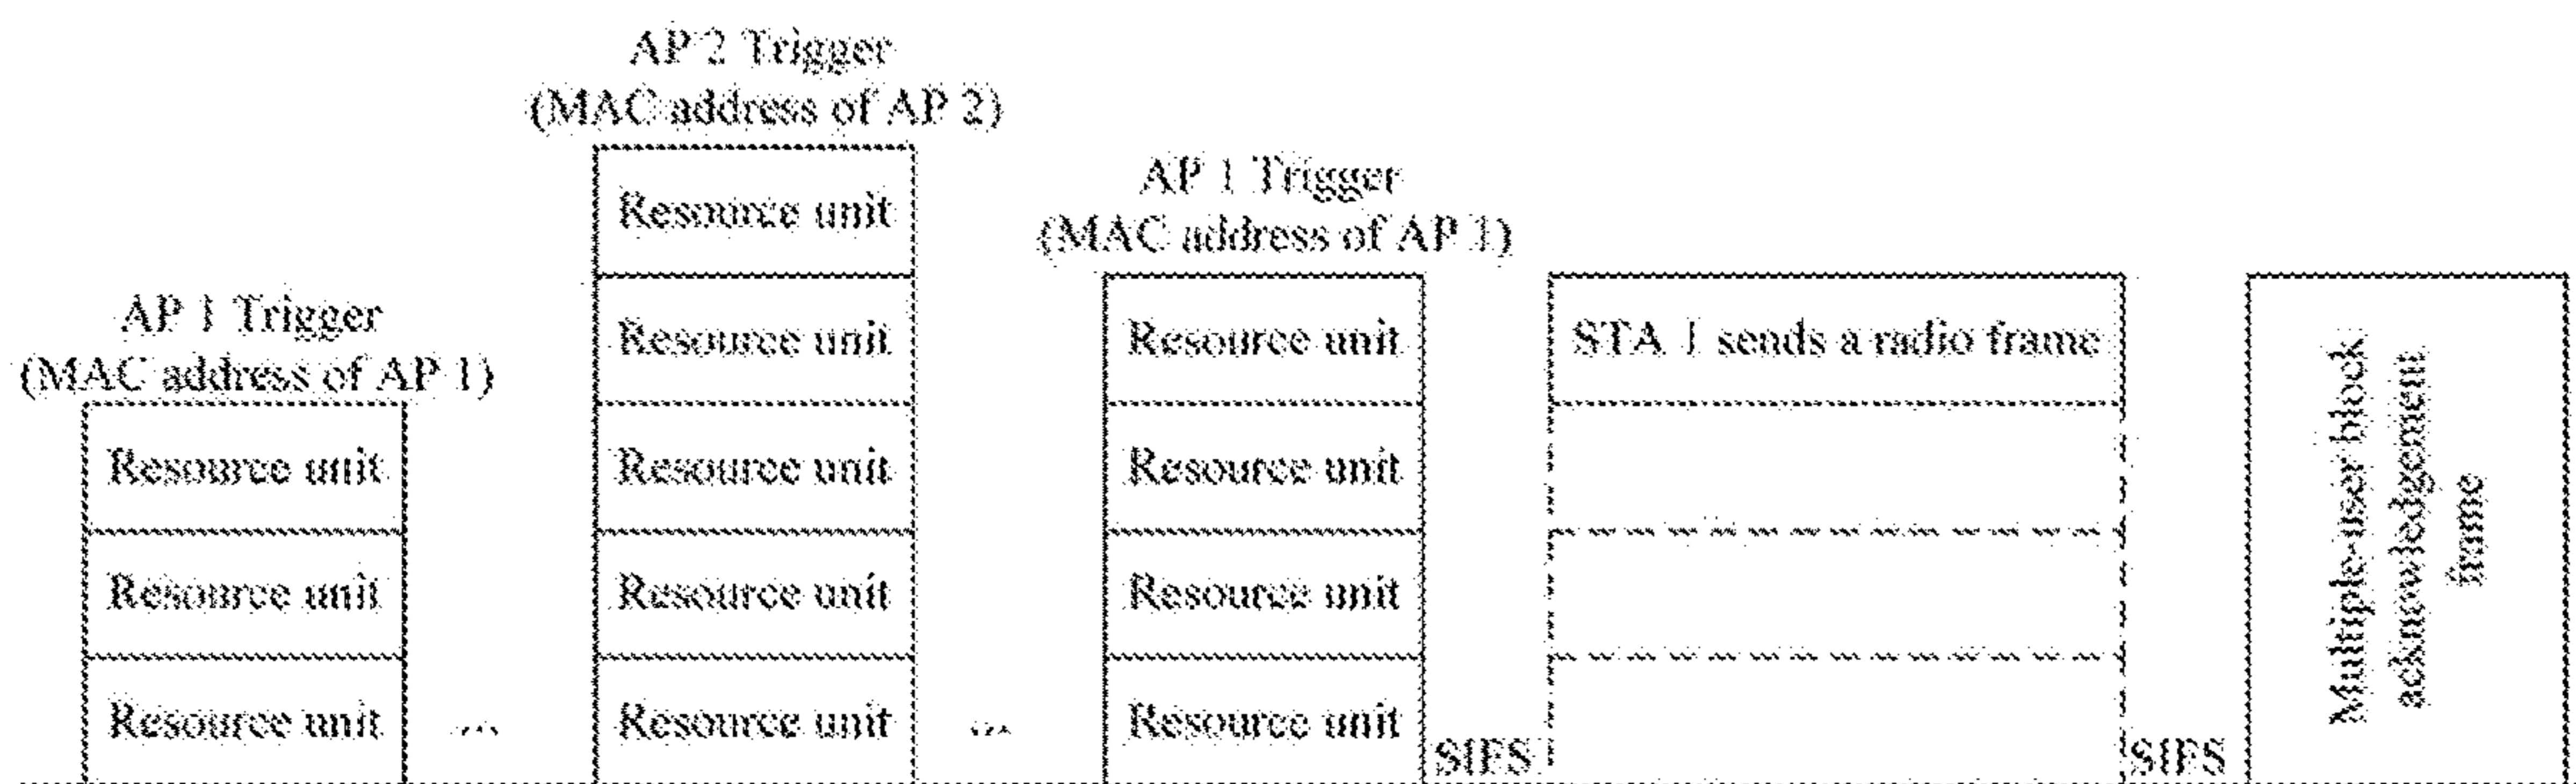 AP 1 Trigger
(MAC address of AP 1)
Resource unit
Resource unit
Resource unit
...
AP 2 Trigger
(MAC address of AP 2)
Resource unit
Resource unit
Resource unit
Resource unit
Resource unit
...
AP 1 Trigger
(MAC address of AP 1)
Resource unit
Resource unit
Resource unit
Resource unit
SIFS
STA 1 sends a radio frame
SIFS
Multiple-user block
acknowledgement
frame